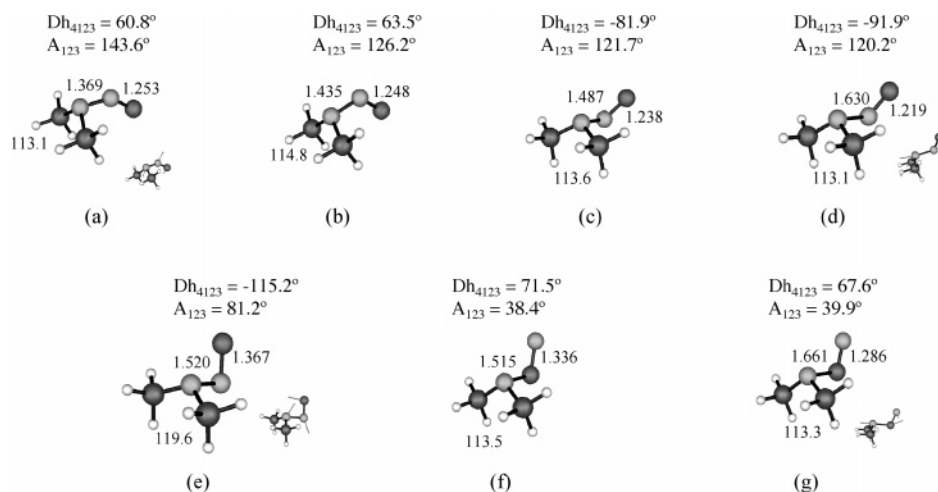 Dh₄₁₂₃ = 60.8º
A₁₂₃ = 143.6º
1.369
1.253
113.1
(a)
Dh₄₁₂₃ = 63.5º
A₁₂₃ = 126.2º
1.435
1.248
114.8
(b)
Dh₄₁₂₃ = -81.9º
A₁₂₃ = 121.7º
1.487
1.238
113.6
(c)
Dh₄₁₂₃ = -91.9º
A₁₂₃ = 120.2º
1.630
1.219
113.1
(d)
Dh₄₁₂₃ = -115.2º
A₁₂₃ = 81.2º
1.520
1.367
119.6
(e)
Dh₄₁₂₃ = 71.5º
A₁₂₃ = 38.4º
1.515
1.336
113.5
(f)
Dh₄₁₂₃ = 67.6º
A₁₂₃ = 39.9º
1.661
1.286
113.3
(g)